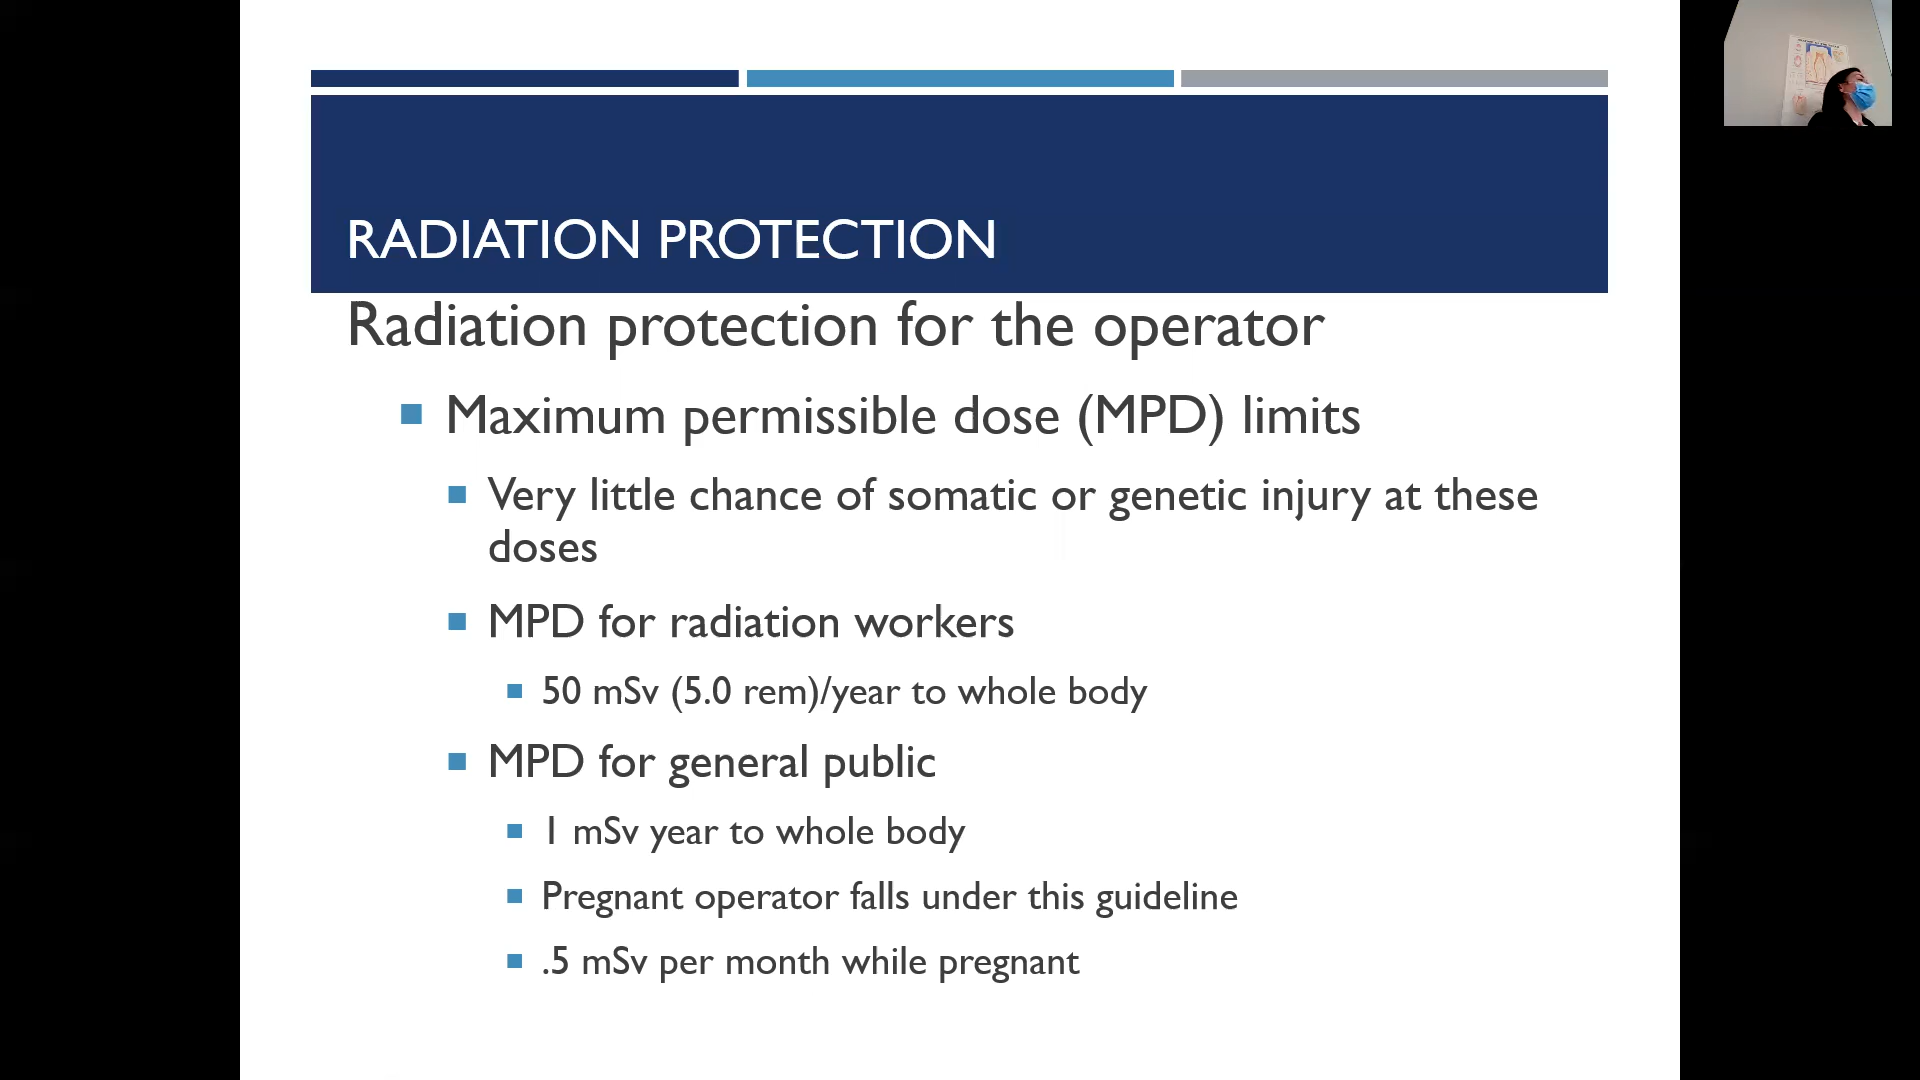 RADIATION PROTECTION
Radiation protection for the operator
Maximum permissible dose (MPD) limits
Very little chance of somatic or genetic injury at these
doses
MPD for radiation workers
50 mSv (5.0 rem)/year to whole body
MPD for general public
1 mSv year to whole body
Pregnant operator falls under this guideline
.5 mSv per month while pregnant